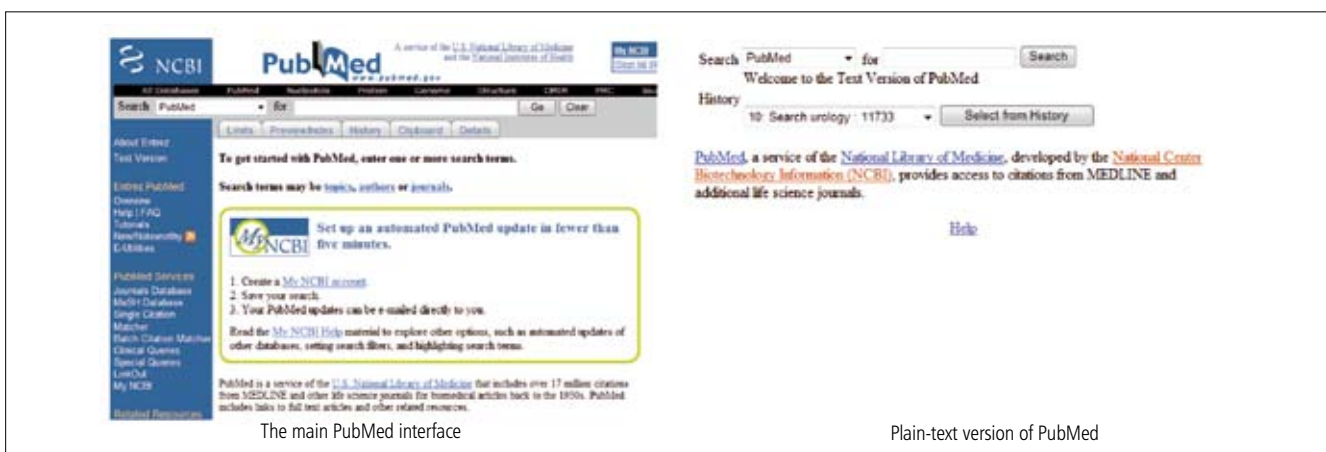 NCBI
PubMed
www.pubmed.gov
A service of the U.S. National Library of Medicine
and the National Institutes of Health
My NCBI
All Databases PubMed Nucleotide Protein Genome Structure OMIM PMC
Search PubMed for Go Clear
Limits Preview/Index History Clipboard Details
About Entrez
Text Version
Entrez PubMed
Overview
Help | FAQ
Tutorials
New/Noteworthy
E-Utilities
PubMed Services
Journals Database
MeSH Database
Single Citation
Matcher
Batch Citation Matcher
Clinical Queries
Special Queries
LinkOut
My NCBI
Related Resources
To get started with PubMed, enter one or more search terms.
Search terms may be topics, authors or journals.
My NCBI
Set up an automated PubMed update in fewer than
five minutes.
1. Create a My NCBI account.
2. Save your search.
3. Your PubMed updates can be e-mailed directly to you.
Read the My NCBI Help material to explore other options, such as automated updates of
other databases, setting search filters, and highlighting search terms.
PubMed is a service of the U.S. National Library of Medicine that includes over 17 million citations
from MEDLINE and other life science journals for biomedical articles back to the 1950s. PubMed
includes links to full text articles and other related resources.
The main PubMed interface
Search PubMed for Search
Welcome to the Text Version of PubMed
History
10: Search urology : 11733 Select from History
PubMed, a service of the National Library of Medicine, developed by the National Center
Biotechnology Information (NCBI), provides access to citations from MEDLINE and
additional life science journals.
Help
Plain-text version of PubMed